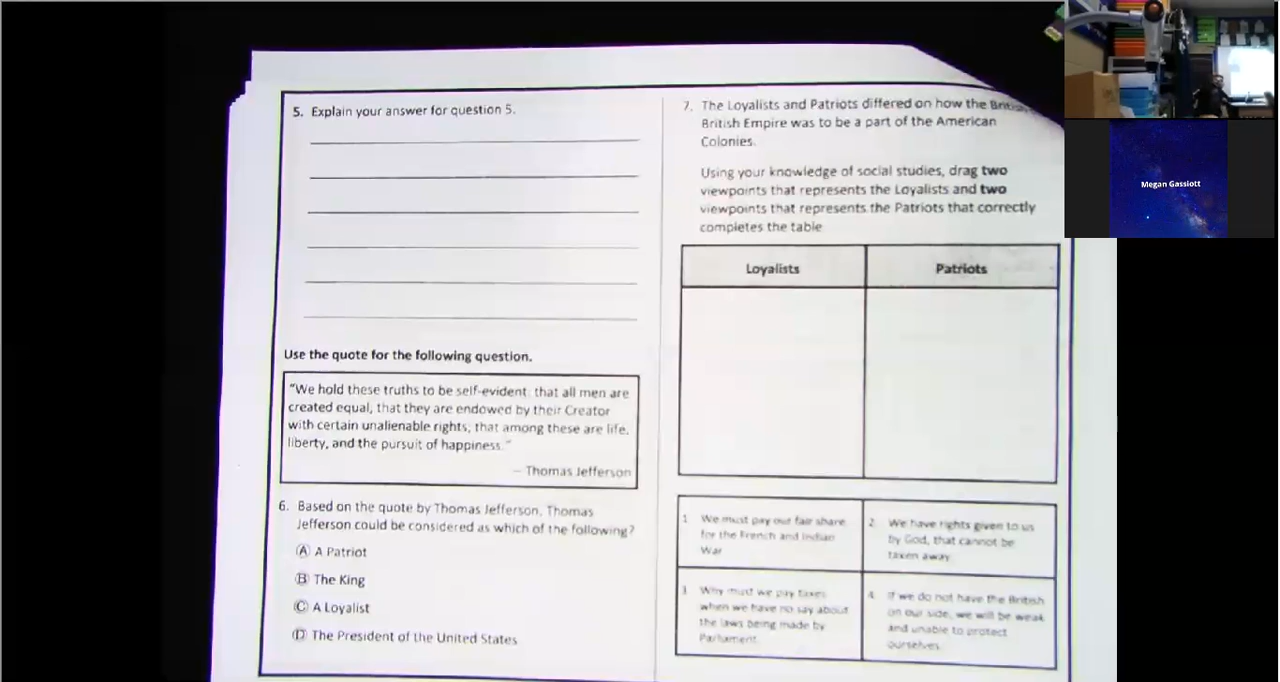 5. Explain your answer for question 5.
Use the quote for the following question.
"We hold these truths to be self-evident: that all men are
created equal, that they are endowed by their Creator
with certain unalienable rights, that among these are life,
liberty, and the pursuit of happiness."
– Thomas Jefferson
6. Based on the quote by Thomas Jefferson, Thomas
Jefferson could be considered as which of the following?
Ⓐ A Patriot
Ⓑ The King
Ⓒ A Loyalist
Ⓓ The President of the United States
7. The Loyalists and Patriots differed on how the
British Empire was to be a part of the American
Colonies.
Using your knowledge of social studies, drag two
viewpoints that represents the Loyalists and two
viewpoints that represents the Patriots that correctly
completes the table
Loyalists
Patriots
1. We must pay our fair share
for the French and Indian
War
2. We have rights given to us
by God, that cannot be
taken away
3. Why must we pay taxes
when we have no say about
the laws being made by
Parliament.
4. If we do not have the British
on our side, we will be weak
and unable to protect
ourselves.
Megan Gassiott